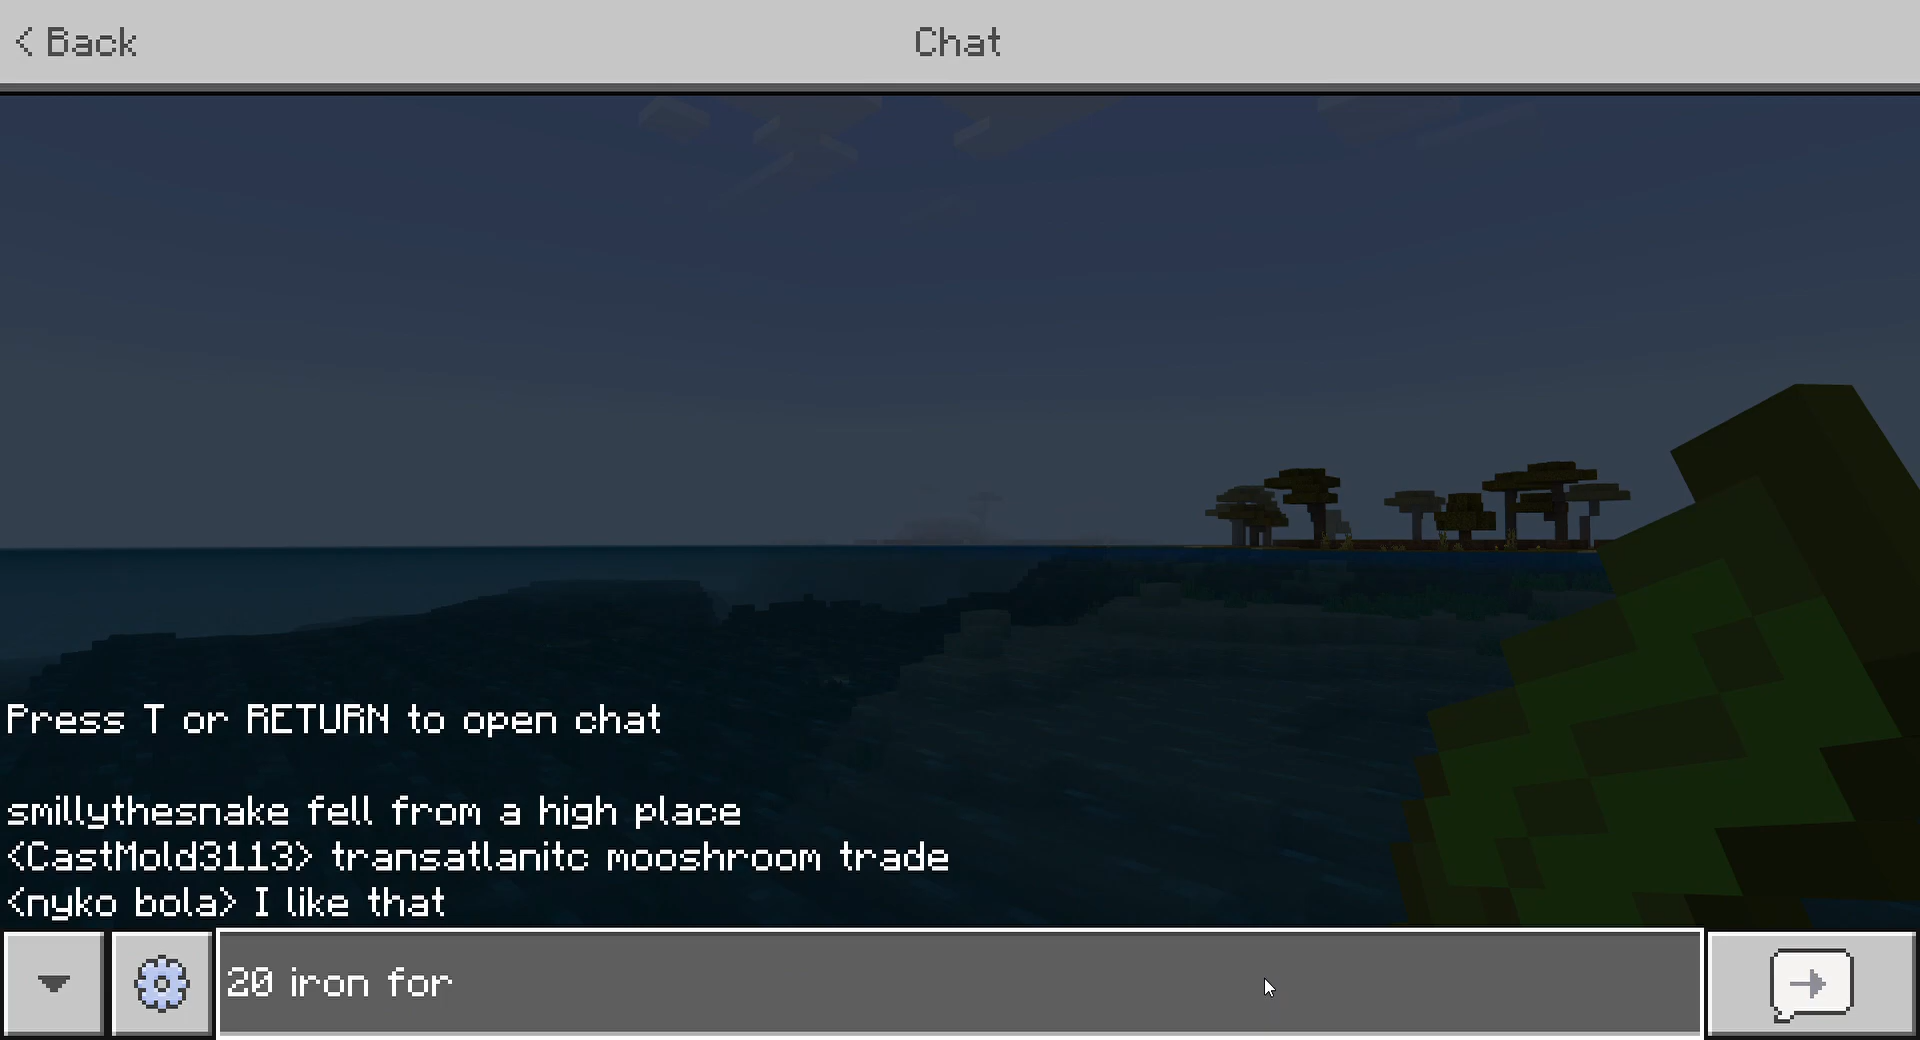 Back
Chat
Press T or RETURN to open chat
smillythesnake fell from a high place
<CastMold3113> transatlanitc mooshroom trade
<nyko bola> I like that
20 iron for